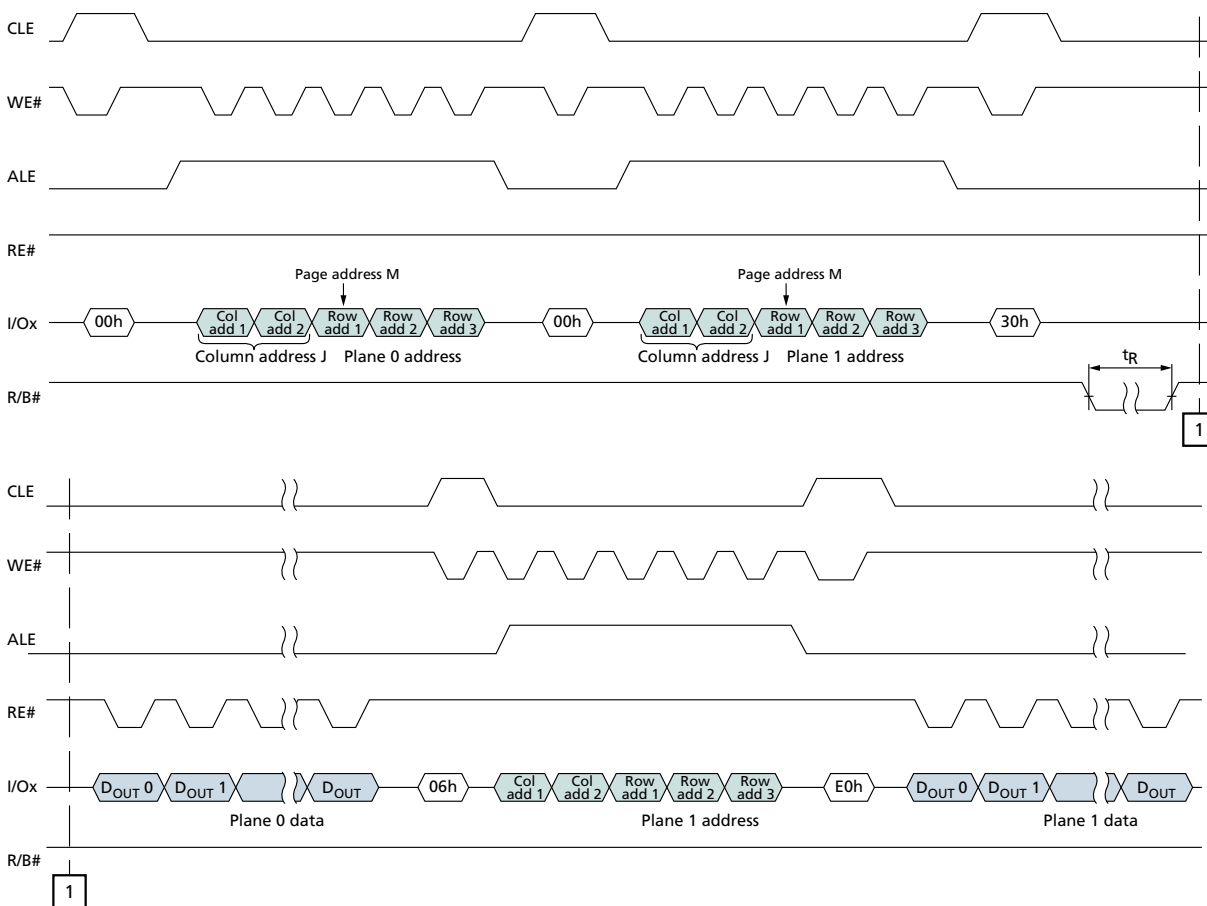 CLE
WE#
ALE
RE#
Page address M Page address M
I/Ox 00h Col add 1 Col add 2 Row add 1 Row add 2 Row add 3 00h Col add 1 Col add 2 Row add 1 Row add 2 Row add 3 30h
Column address J Plane 0 address Column address J Plane 1 address
tR
R/B#
1
CLE
WE#
ALE
RE#
I/Ox DOUT 0 DOUT 1 DOUT 06h Col add 1 Col add 2 Row add 1 Row add 2 Row add 3 E0h DOUT 0 DOUT 1 DOUT
Plane 0 data Plane 1 address Plane 1 data
R/B#
1